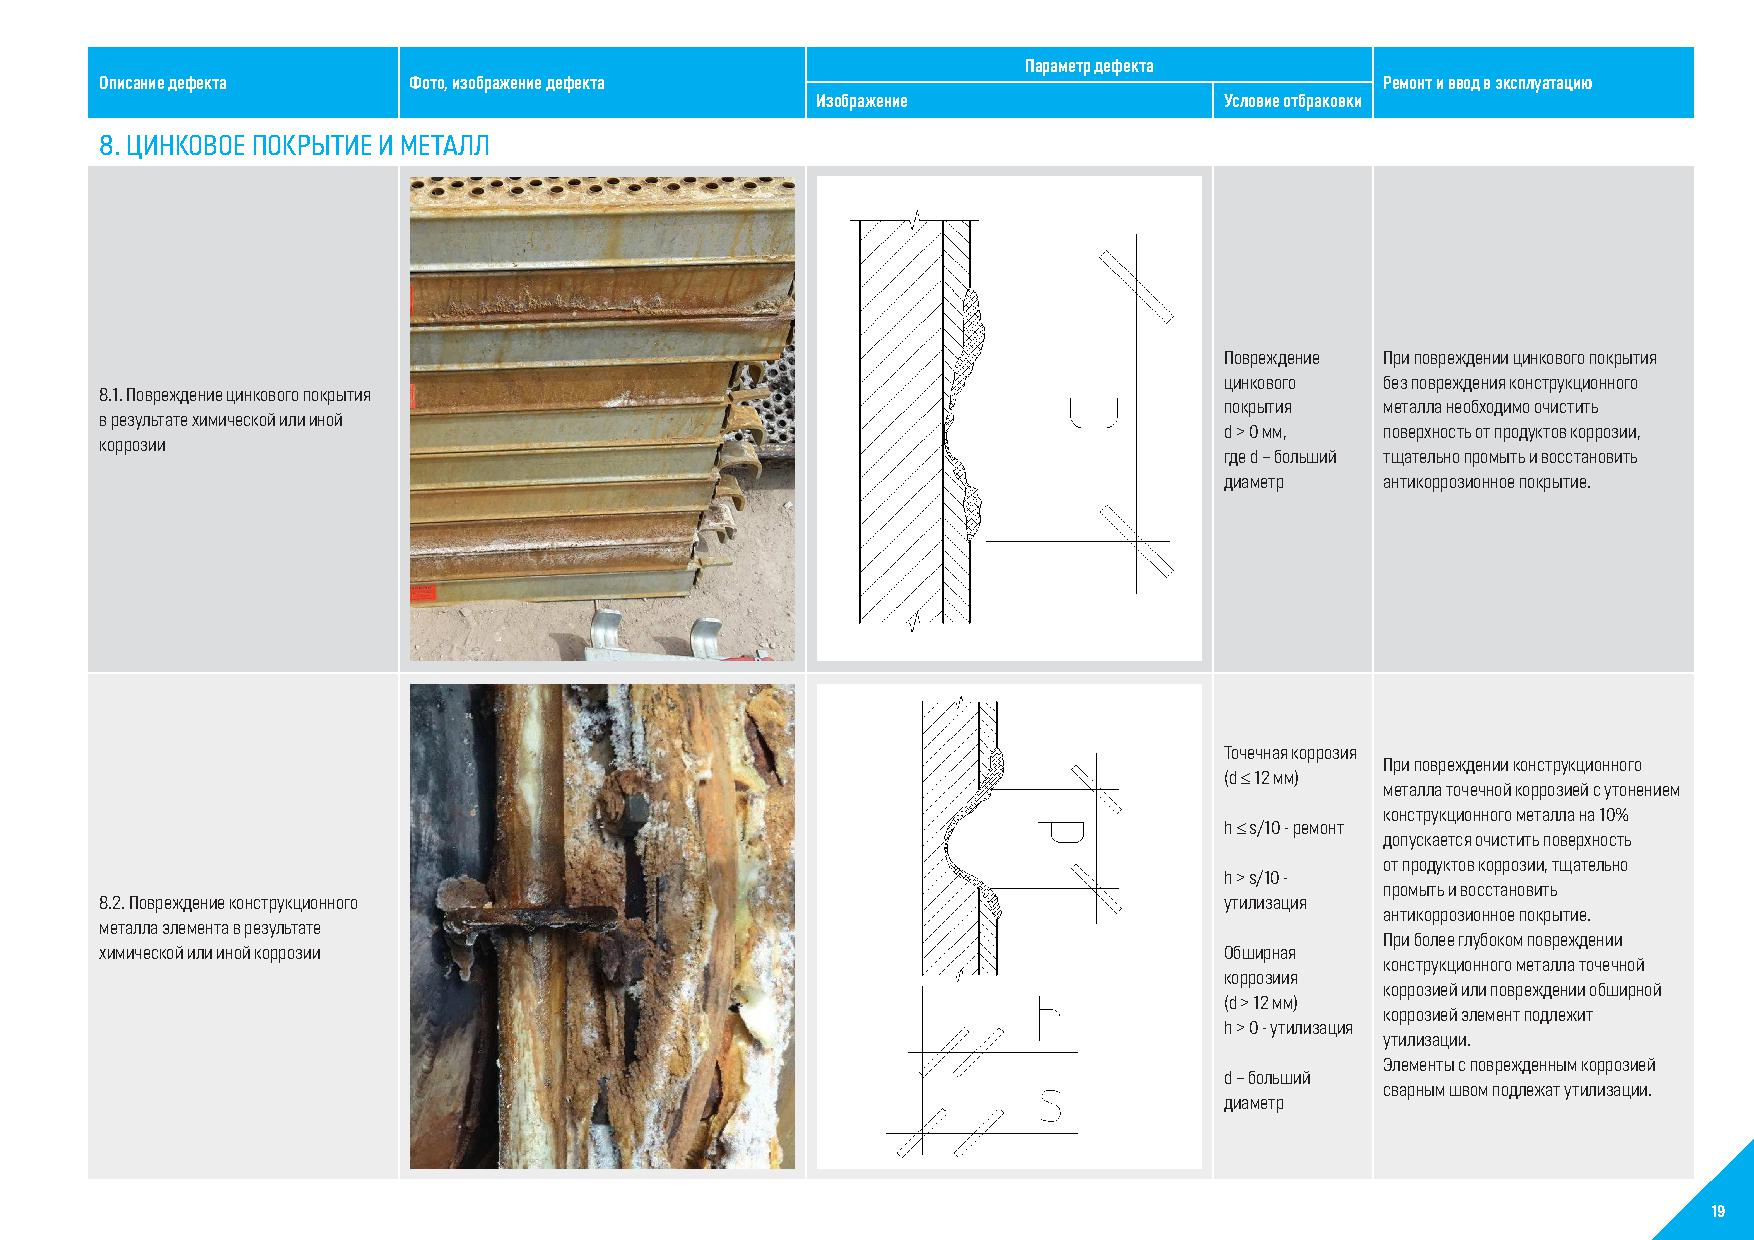 Описание дефекта
Фото, изображение дефекта
Параметр дефекта
Изображение
Условие отбраковки
Ремонт и ввод в эксплуатацию
8. ЦИНКОВОЕ ПОКРЫТИЕ И МЕТАЛЛ
8.1. Повреждение цинкового покрытия
в результате химической или иной
коррозии
Повреждение
цинкового
покрытия
d > 0 мм,
где d – больший
диаметр
При повреждении цинкового покрытия
без повреждения конструкционного
металла необходимо очистить
поверхность от продуктов коррозии,
тщательно промыть и восстановить
антикоррозионное покрытие.
8.2. Повреждение конструкционного
металла элемента в результате
химической или иной коррозии
d
h
s
Точечная коррозия
(d ≤ 12 мм)
h ≤ s/10 - ремонт
h > s/10 -
утилизация
Обширная
коррозиия
(d > 12 мм)
h > 0 - утилизация
d – больший
диаметр
При повреждении конструкционного
металла точечной коррозией с утонением
конструкционного металла на 10%
допускается очистить поверхность
от продуктов коррозии, тщательно
промыть и восстановить
антикоррозионное покрытие.
При более глубоком повреждении
конструкционного металла точечной
коррозией или повреждении обширной
коррозией элемент подлежит
утилизации.
Элементы с поврежденным коррозией
сварным швом подлежат утилизации.
19